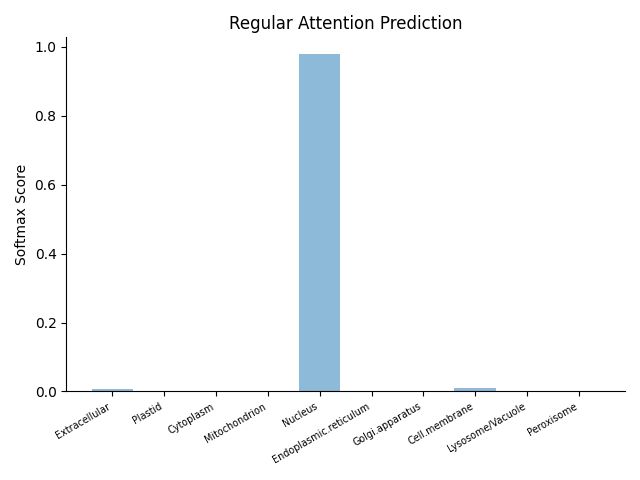 Regular Attention Prediction
Softmax Score
1.0
0.8
0.6
0.4
0.2
0.0
Extracellular
Plastid
Cytoplasm
Mitochondrion
Nucleus
Endoplasmic.reticulum
Golgi.apparatus
Cell.membrane
Lysosome/Vacuole
Peroxisome